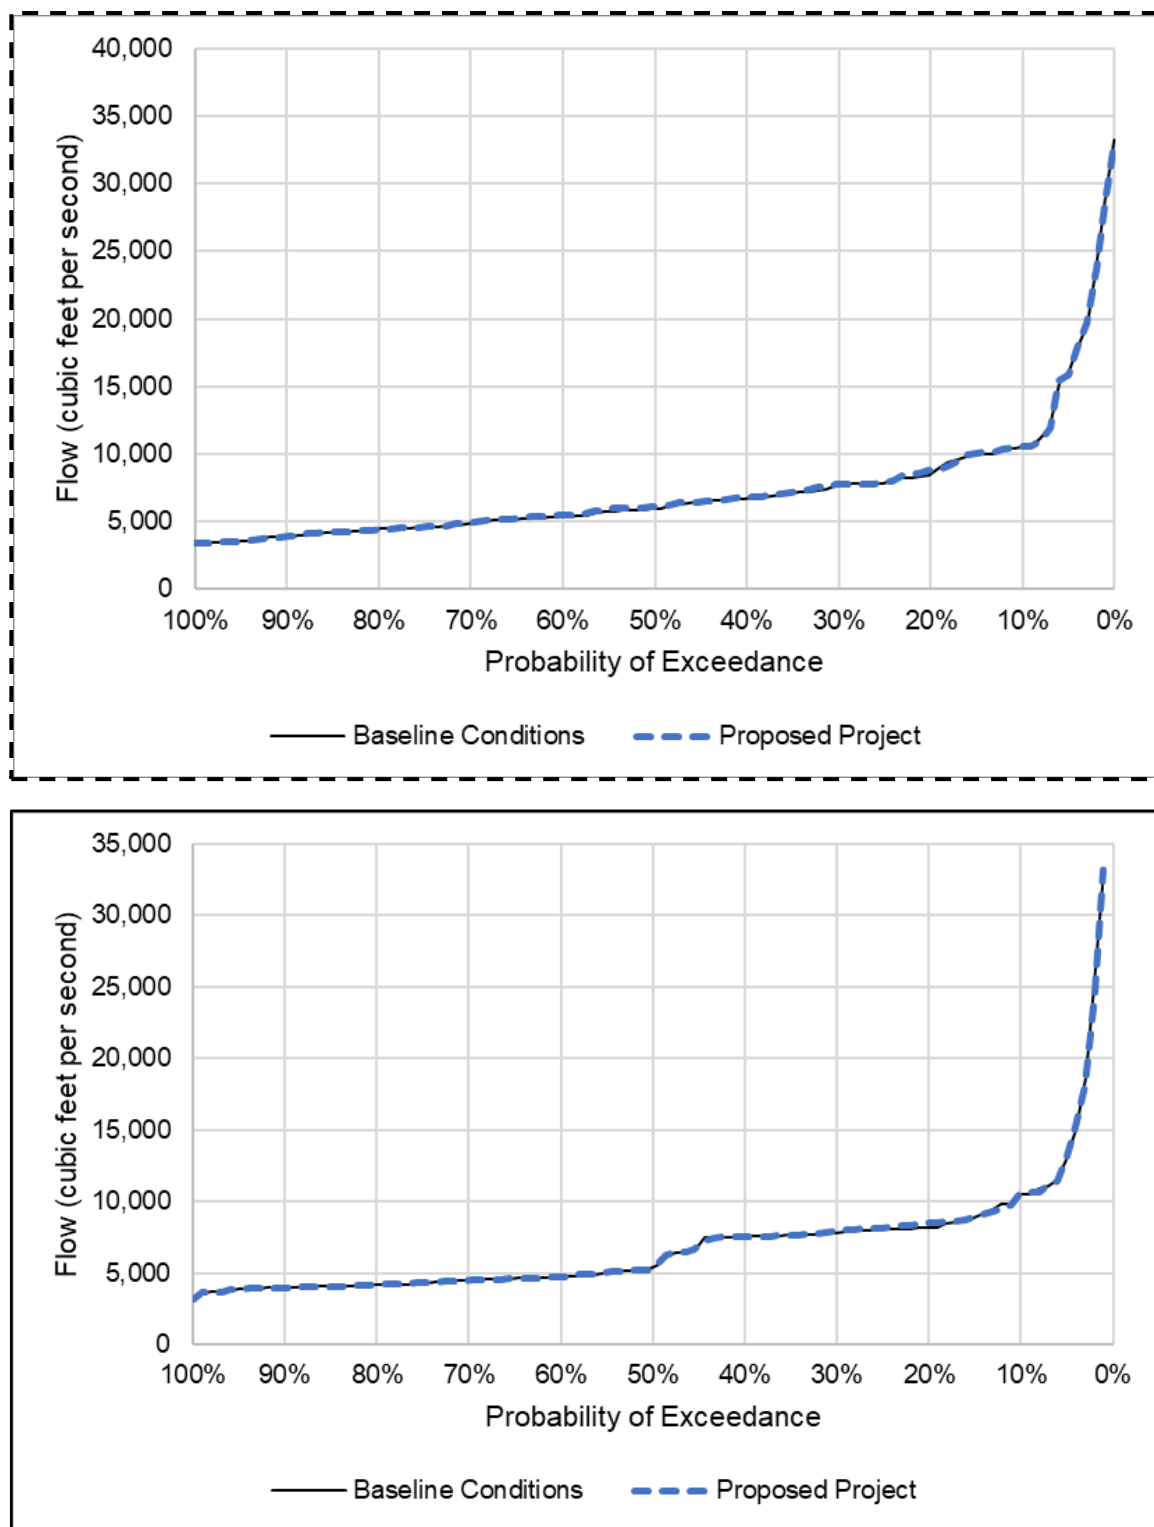 40,000
35,000
30,000
25,000
20,000
15,000
10,000
5,000
0
Flow (cubic feet per second)
100% 90% 80% 70% 60% 50% 40% 30% 20% 10% 0%
Probability of Exceedance
Baseline Conditions Proposed Project
35,000
30,000
25,000
20,000
15,000
10,000
5,000
0
Flow (cubic feet per second)
100% 90% 80% 70% 60% 50% 40% 30% 20% 10% 0%
Probability of Exceedance
Baseline Conditions Proposed Project